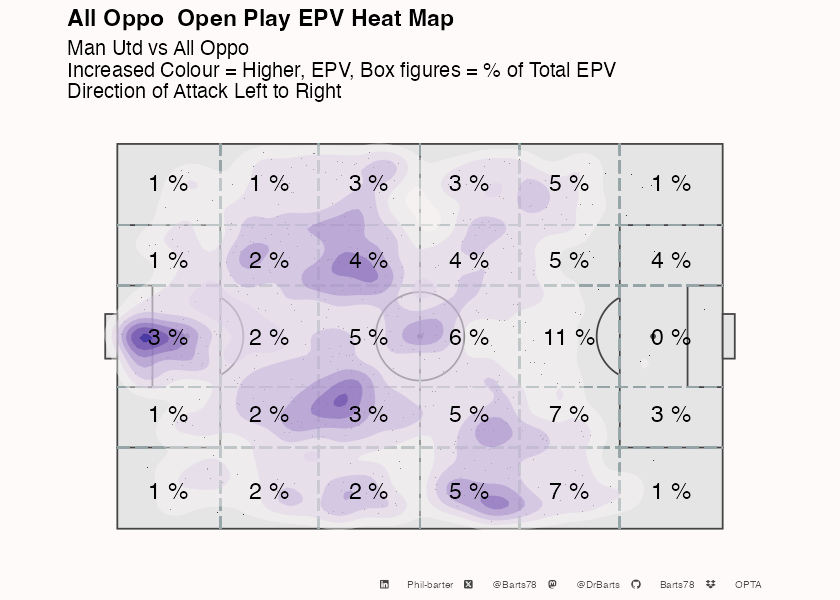 All Oppo  Open Play EPV Heat Map
Man Utd vs All Oppo
Increased Colour = Higher, EPV, Box figures = % of Total EPV
Direction of Attack Left to Right
1 % 1 % 3 % 3 % 5 % 1 %
1 % 2 % 4 % 4 % 5 % 4 %
3 % 2 % 5 % 6 % 11 % 0 %
1 % 2 % 3 % 5 % 7 % 3 %
1 % 2 % 2 % 5 % 7 % 1 %
Phil-barter @Barts78 @DrBarts Barts78 OPTA